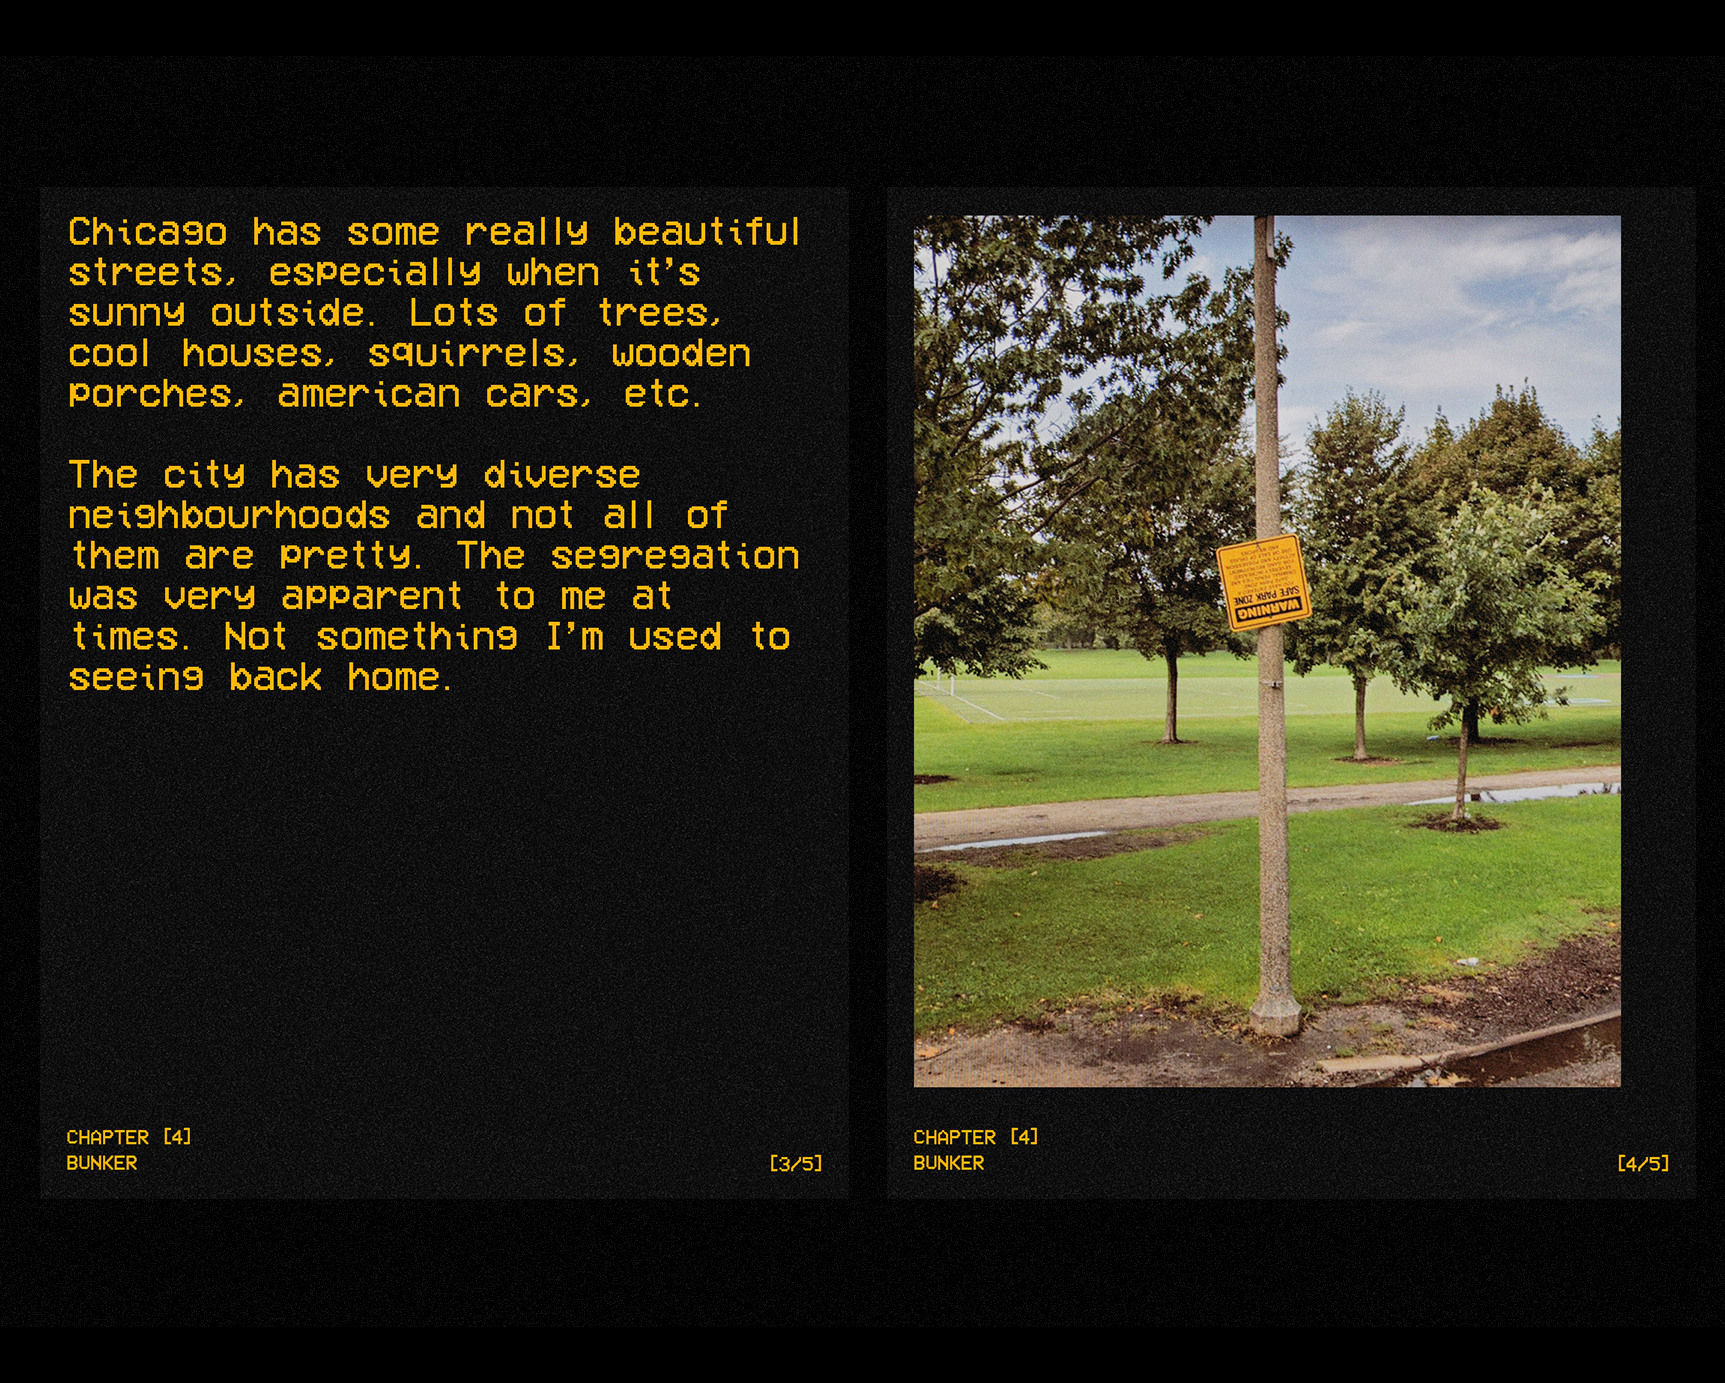 Chicago has some really beautiful
streets, especially when it’s
sunny outside. Lots of trees,
cool houses, squirrels, wooden
porches, american cars, etc.
The city has very diverse
neighbourhoods and not all of
them are pretty. The segregation
was very apparent to me at
times. Not something I’m used to
seeing back home.
CHAPTER [4]
BUNKER
[3/5]
WARNING
SAFE PARK ZONE
CHAPTER [4]
BUNKER
[4/5]